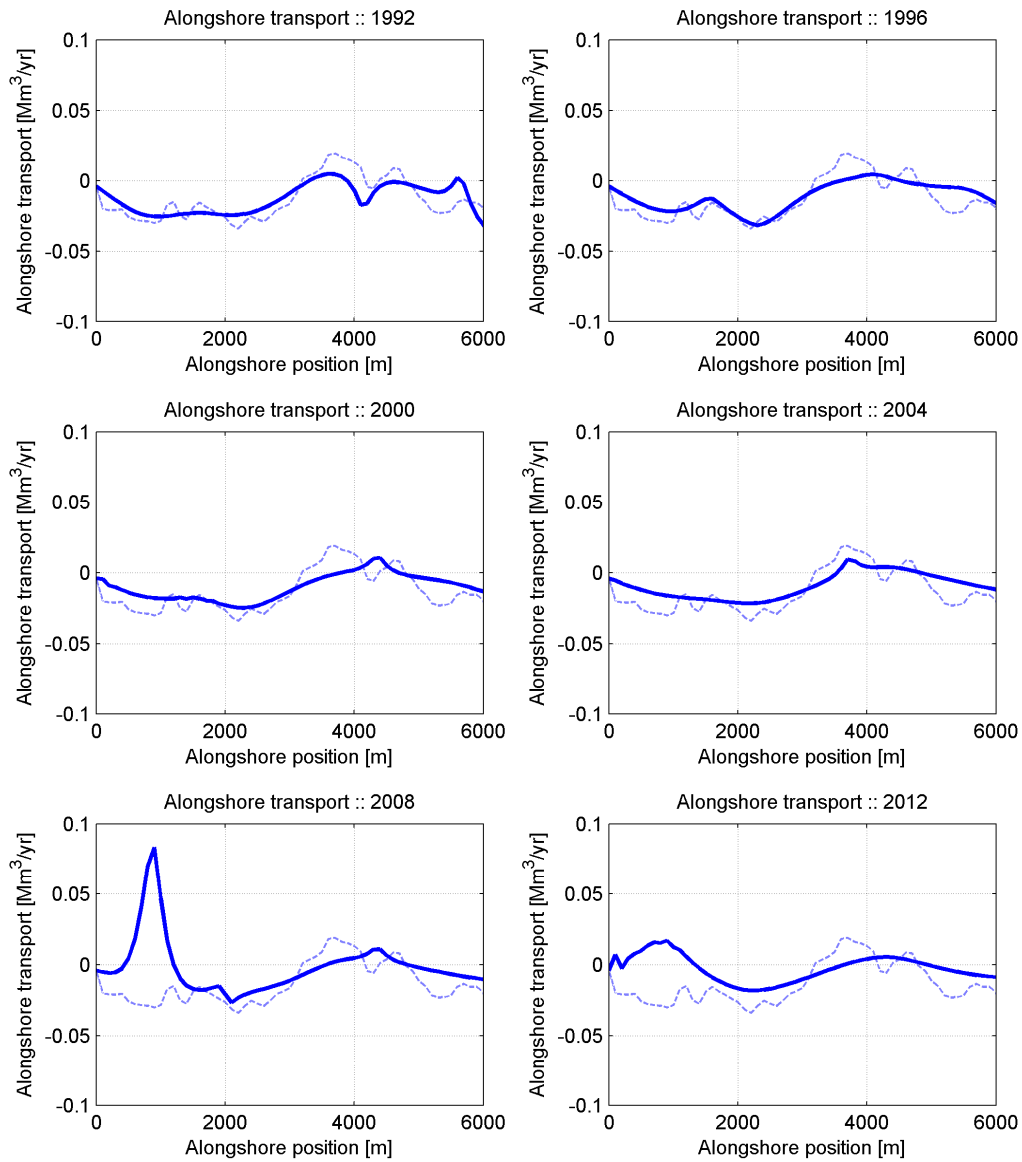 Alongshore transport :: 1992
Alongshore transport [Mm³/yr]
0.1
0.05
0
-0.05
-0.1
0 2000 4000 6000
Alongshore position [m]
Alongshore transport :: 1996
Alongshore transport [Mm³/yr]
0.1
0.05
0
-0.05
-0.1
0 2000 4000 6000
Alongshore position [m]
Alongshore transport :: 2000
Alongshore transport [Mm³/yr]
0.1
0.05
0
-0.05
-0.1
0 2000 4000 6000
Alongshore position [m]
Alongshore transport :: 2004
Alongshore transport [Mm³/yr]
0.1
0.05
0
-0.05
-0.1
0 2000 4000 6000
Alongshore position [m]
Alongshore transport :: 2008
Alongshore transport [Mm³/yr]
0.1
0.05
0
-0.05
-0.1
0 2000 4000 6000
Alongshore position [m]
Alongshore transport :: 2012
Alongshore transport [Mm³/yr]
0.1
0.05
0
-0.05
-0.1
0 2000 4000 6000
Alongshore position [m]